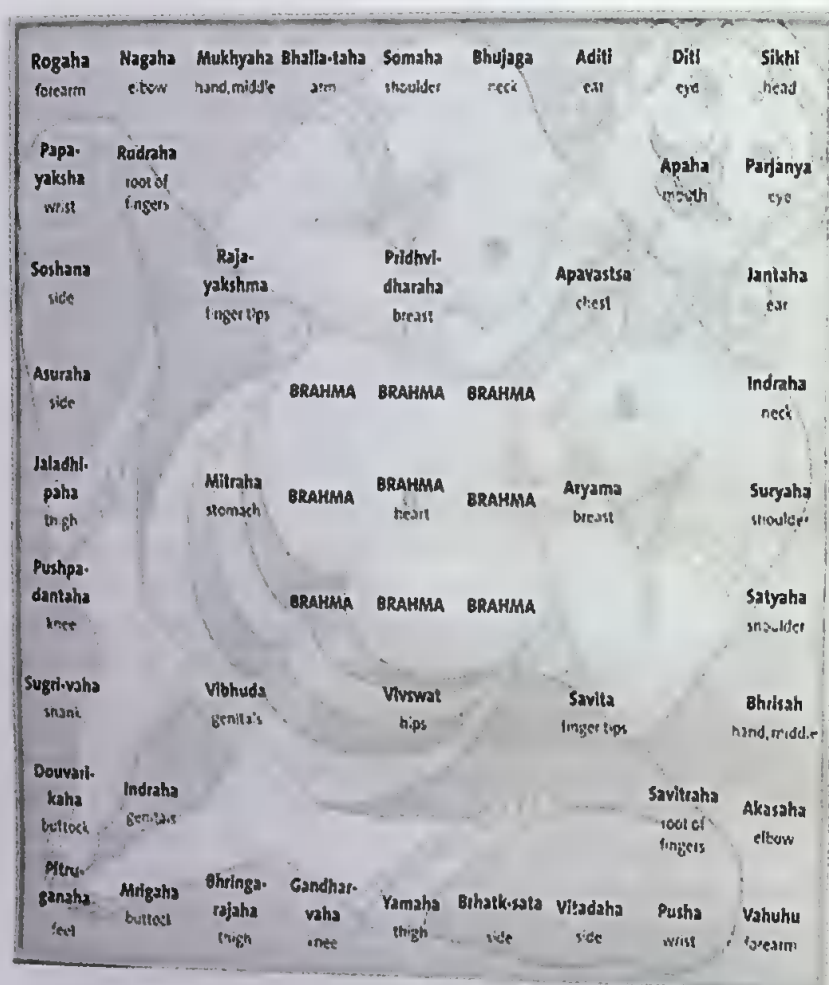 Rogaha Nagaha Mukhyaha Bhalla-taha Somaha Bhujaga Aditi Diti Sikhi
forearm elbow hand, middle arm shoulder neck ear eye head
Papa- Rudraha Apaha Parjanya
yaksha root of mouth eye
wrist fingers
Soshana Raja- Pridhvi- Apavastsa Jantaha
side yakshma dharaha chest ear
finger tips breast
Asuraha BRAHMA BRAHMA BRAHMA Indraha
side neck
Jaladhi- Mitraha BRAHMA BRAHMA BRAHMA Aryama Suryaha
paha stomach heart breast shoulder
thigh
Pushpa- BRAHMA BRAHMA BRAHMA Satyaha
dantaha shoulder
knee
Sugri-vaha Vibhuda Vivswat Savita Bhrisah
genitals hips finger tips hand, middle
Douvari- Indraha Savitraha Akasaha
kaha genitals root of elbow
buttock fingers
Pitru- Mrigaha Bhringa- Gandhar- Yamaha Brhatk-sata Vitadaha Pusha Vahuhu
ganaha buttock rajaha vaha thigh side side wrist forearm
feet thigh knee